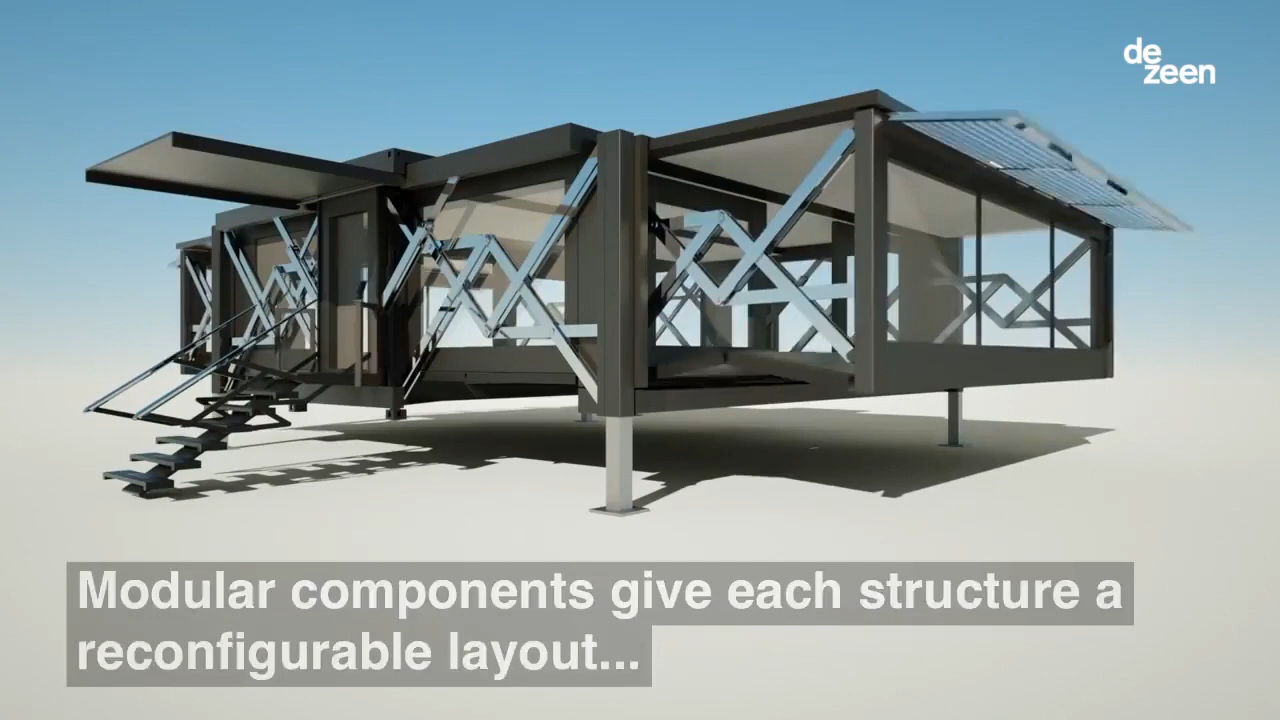 de
zeen
Modular components give each structure a
reconfigurable layout...